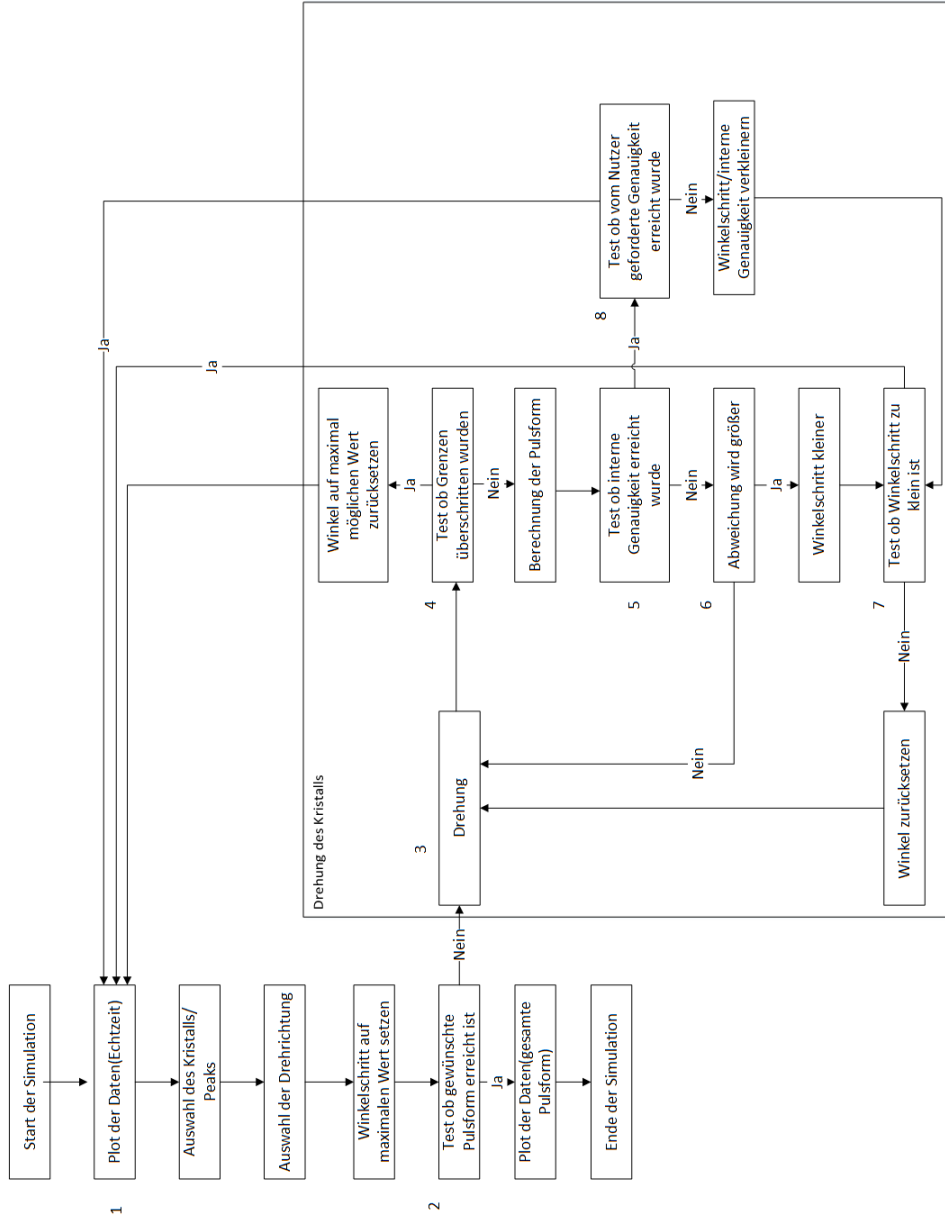 Start der Simulation
1
Plot der Daten(Echtzeit)
Auswahl des Kristalls/
Peaks
Auswahl der Drehrichtung
Winkelschritt auf
maximalen Wert setzen
2
Test ob gewünschte
Pulsform erreicht ist
Ja
Nein
Plot der Daten(gesamte
Pulsform)
Ende der Simulation
Drehung des Kristalls
3
Drehung
Winkel auf maximal
möglichen Wert
zurücksetzen
Ja
4
Test ob Grenzen
überschritten wurden
Nein
Berechnung der Pulsform
5
Test ob interne
Genauigkeit erreicht
wurde
Ja
Nein
6
Abweichung wird größer
Nein
Ja
Winkelschritt kleiner
7
Test ob Winkelschritt zu
klein ist
Ja
Nein
Winkel zurücksetzen
8
Test ob vom Nutzer
geforderte Genauigkeit
erreicht wurde
Ja
Nein
Winkelschritt/interne
Genauigkeit verkleinern